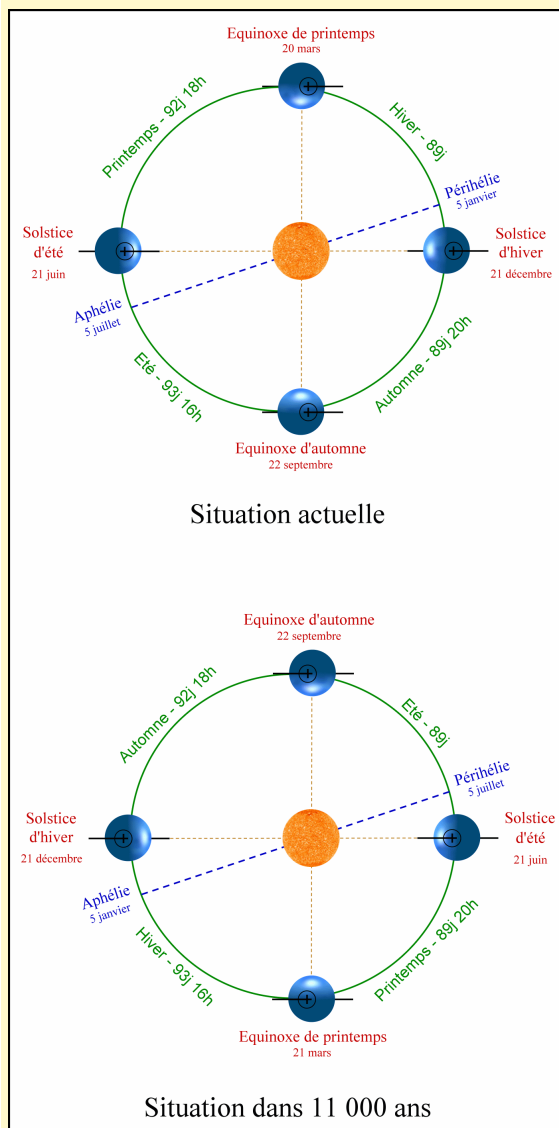 Equinoxe de printemps
20 mars
Printemps - 92j 18h
Hiver - 89j
Périhélie
5 janvier
Solstice
d'été
21 juin
Solstice
d'hiver
21 décembre
Aphélie
5 juillet
Eté - 93j 16h
Automne - 89j 20h
Equinoxe d'automne
22 septembre
Situation actuelle
Equinoxe d'automne
22 septembre
Automne - 92j 18h
Eté - 89j
Périhélie
5 juillet
Solstice
d'hiver
21 décembre
Solstice
d'été
21 juin
Aphélie
5 janvier
Hiver - 93j 16h
Printemps - 89j 20h
Equinoxe de printemps
21 mars
Situation dans 11 000 ans